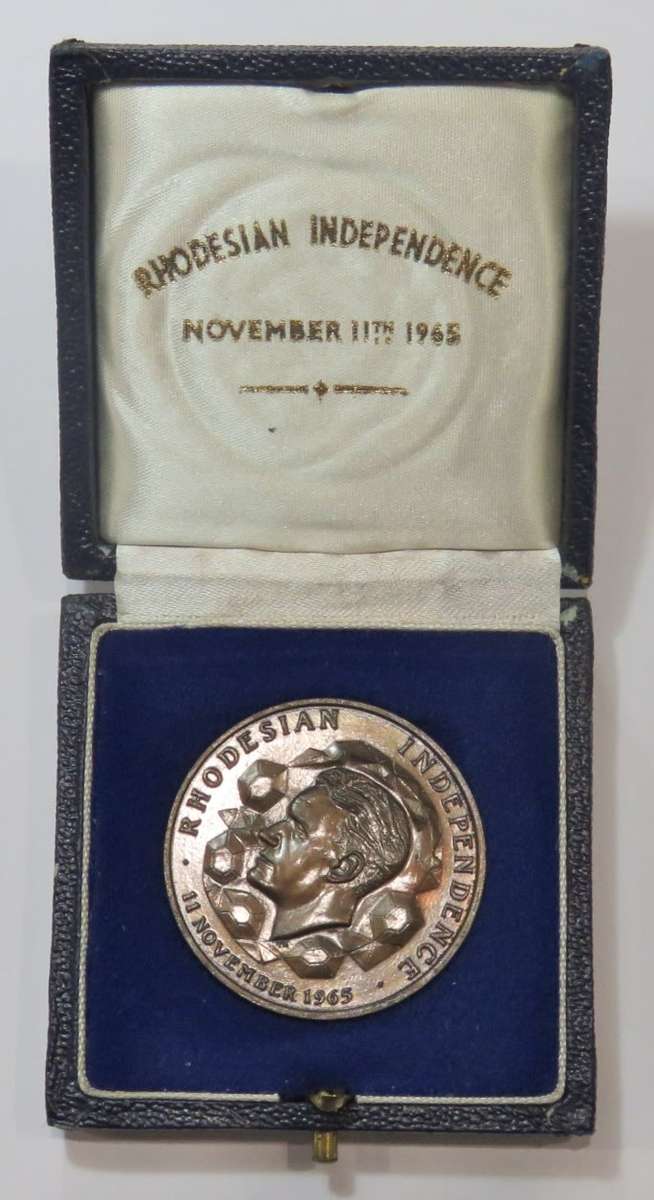 RHODESIAN INDEPENDENCE
NOVEMBER 11TH 1965
· RHODESIAN INDEPENDENCE ·
11 NOVEMBER 1965